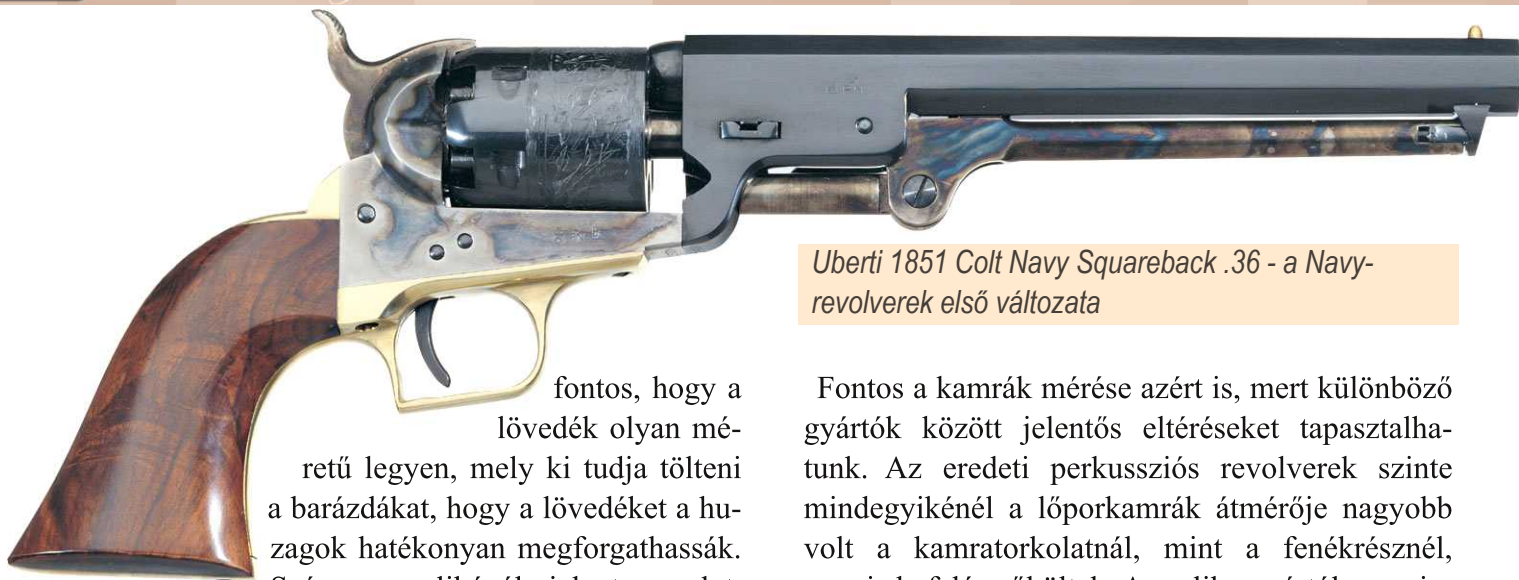 Uberti 1851 Colt Navy Squareback .36 - a Navy-
revolverek első változata
fontos, hogy a
lövedék olyan mé-
retű legyen, mely ki tudja tölteni
a barázdákat, hogy a lövedéket a hu-
zagok hatékonyan megforgathassák.
Fontos a kamrák mérése azért is, mert különböző
gyártók között jelentős eltéréseket tapasztalha-
tunk. Az eredeti perkussziós revolverek szinte
mindegyikénél a lőporkamrák átmérője nagyobb
volt a kamratorkolatnál, mint a fenékrésznél,